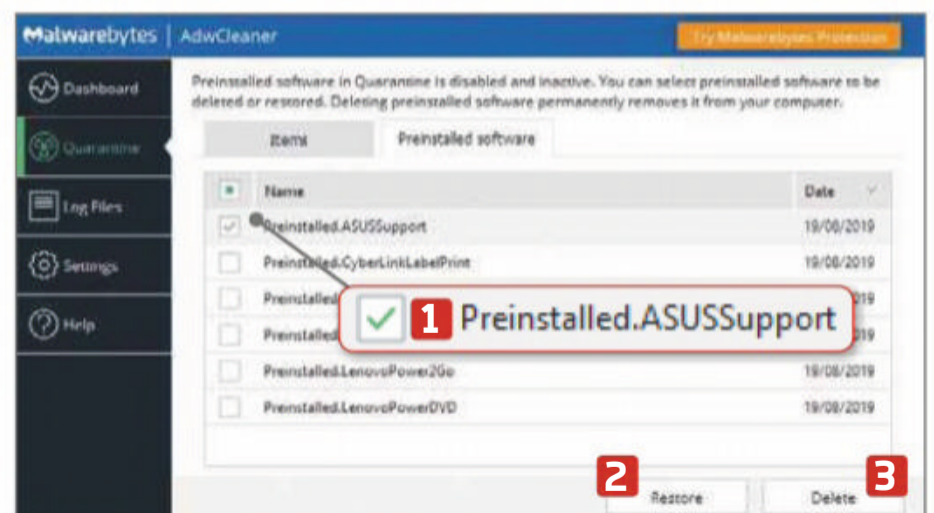 Malwarebytes | AdwCleaner
Try Malwarebytes Protection
Dashboard
Quarantine
Log Files
Settings
Help
Preinstalled software in Quarantine is disabled and inactive. You can select preinstalled software to be
deleted or restored. Deleting preinstalled software permanently removes it from your computer.
Items Preinstalled software
Name Date
Preinstalled.ASUSSupport 19/08/2019
Preinstalled.CyberLinkLabelPrint 19/08/2019
Preinstalled
Preinstalled
1 Preinstalled.ASUSSupport
Preinstalled.LenovoPower2Go 19/08/2019
Preinstalled.LenovoPowerDVD 19/08/2019
2 Restore
3 Delete